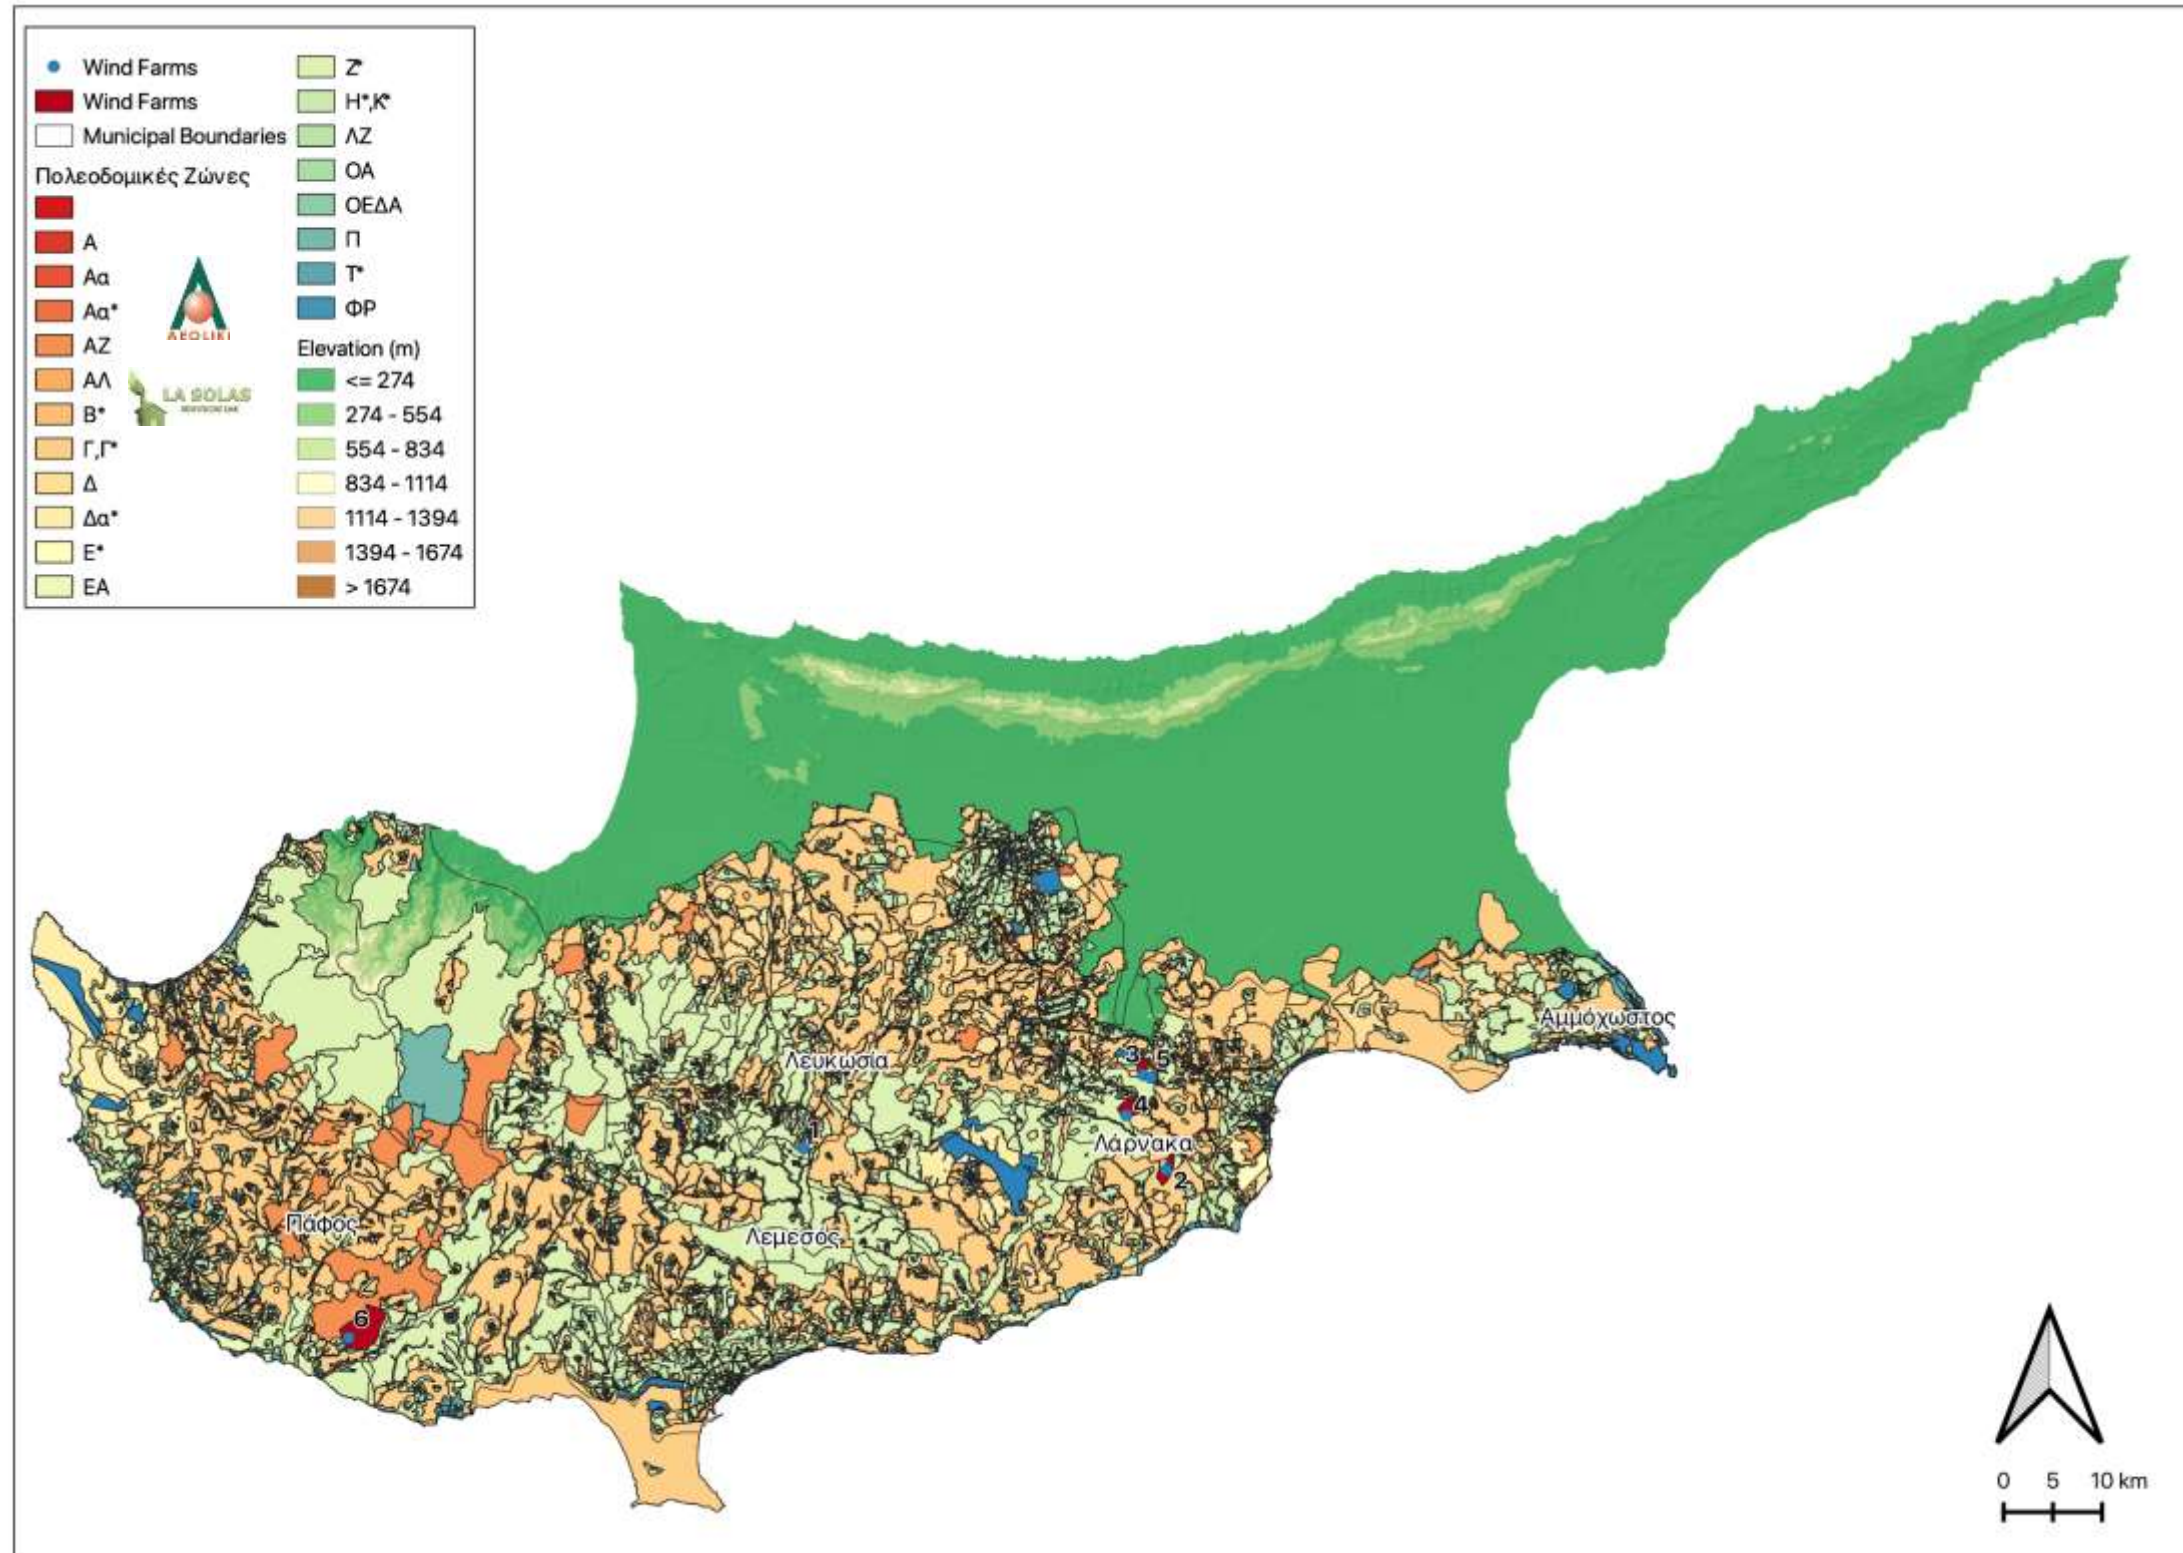 Wind Farms
Wind Farms
Municipal Boundaries
Πολεοδομικές Ζώνες
Α
Αα
Αα*
ΑΖ
ΑΛ
Β*
Γ,Γ*
Δ
Δα*
Ε*
ΕΑ
Ζ*
Η*,Κ*
ΛΖ
ΟΑ
ΟΕΔΑ
Π
Τ*
ΦΡ
Elevation (m)
<= 274
274 - 554
554 - 834
834 - 1114
1114 - 1394
1394 - 1674
> 1674
AEOLIKI
LA SOLAS
Αμμόχωστος
Λευκωσία
3
5
4
1
Λάρνακα
2
Πάφος
Λεμεσός
6
0 5 10 km